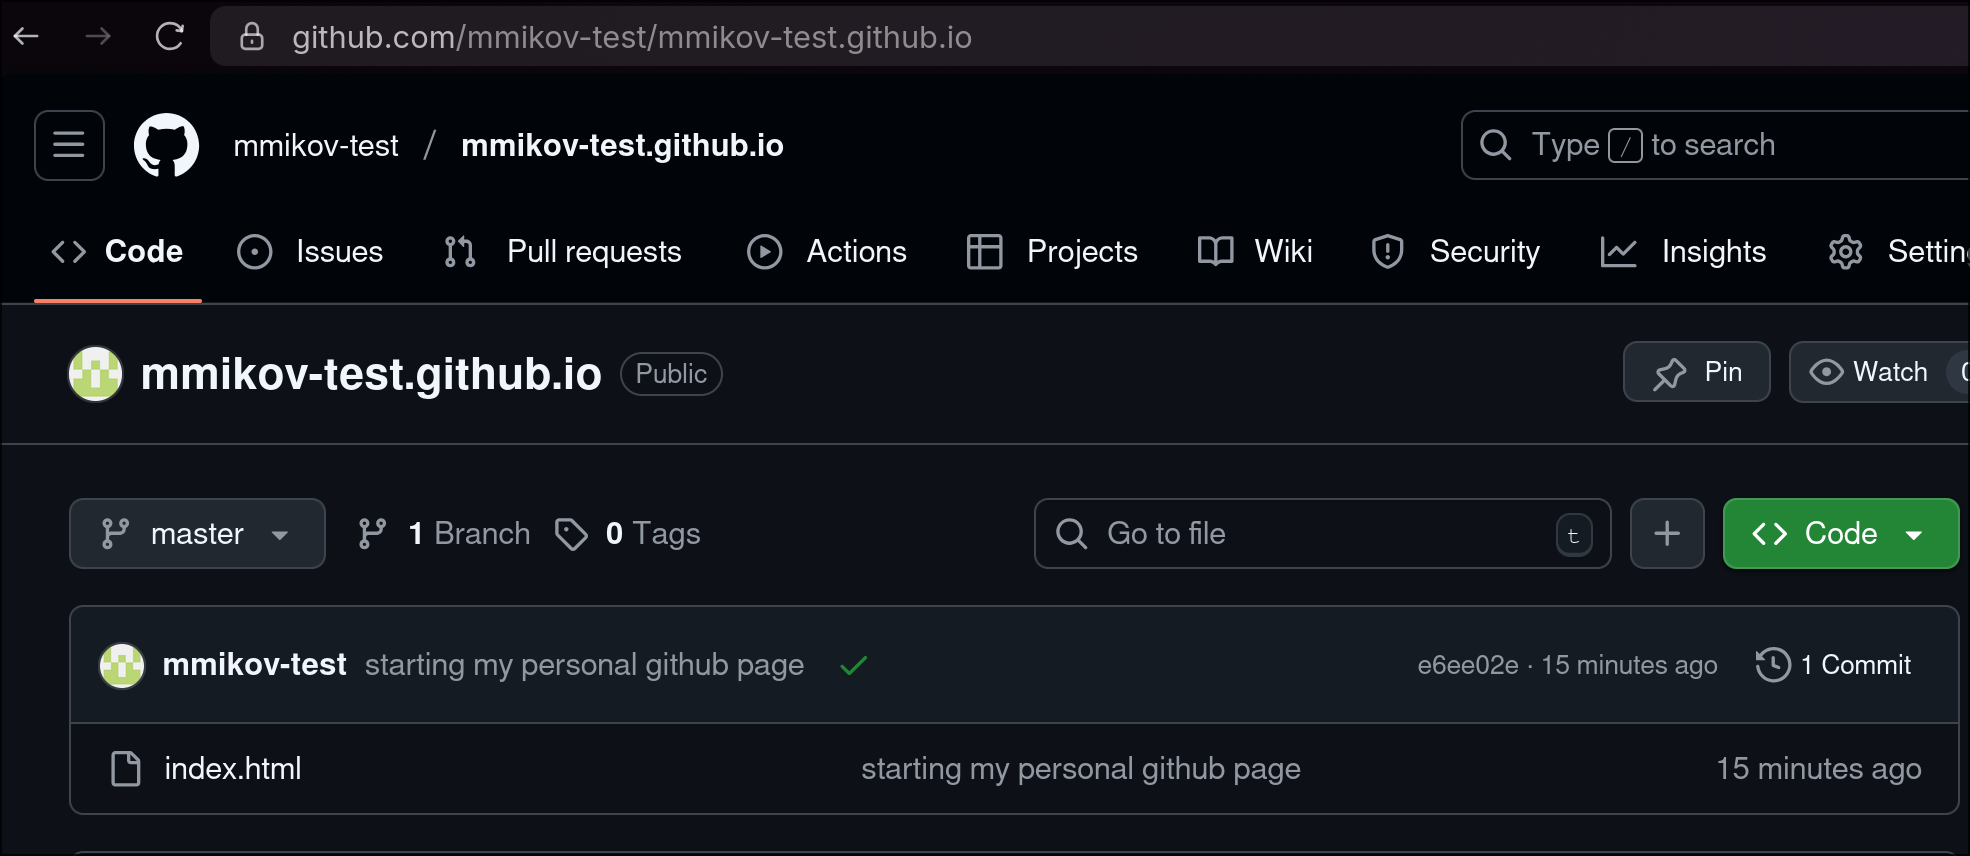 github.com/mmikov-test/mmikov-test.github.io
mmikov-test / mmikov-test.github.io Type / to search
Code Issues Pull requests Actions Projects Wiki Security Insights Settin
mmikov-test.github.io Public Pin Watch
master 1 Branch 0 Tags Go to file t Code
mmikov-test starting my personal github page e6ee02e · 15 minutes ago 1 Commit
index.html starting my personal github page 15 minutes ago